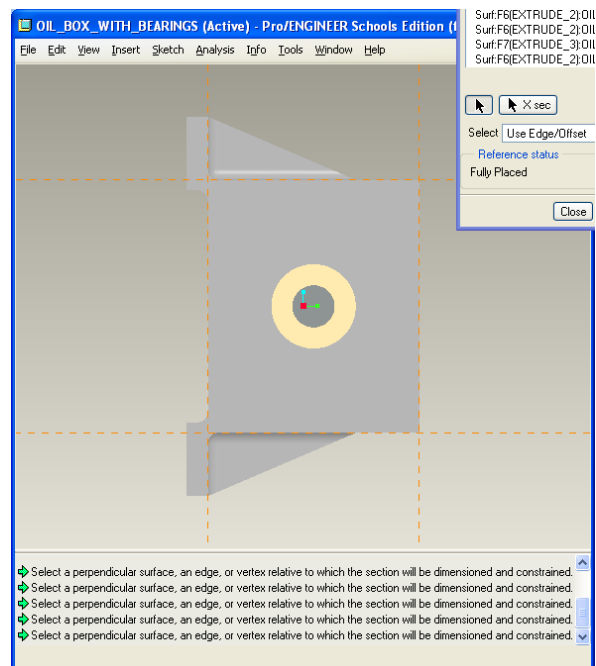 OIL_BOX_WITH_BEARINGS (Active) - Pro/ENGINEER Schools Edition (f
File Edit View Insert Sketch Analysis Info Tools Window Help
Surf:F6(EXTRUDE_2):OIL
Surf:F6(EXTRUDE_2):OIL
Surf:F7(EXTRUDE_3):OIL
Surf:F6(EXTRUDE_2):OIL
X sec
Select Use Edge/Offset
Reference status
Fully Placed
Close
Select a perpendicular surface, an edge, or vertex relative to which the section will be dimensioned and constrained.
Select a perpendicular surface, an edge, or vertex relative to which the section will be dimensioned and constrained.
Select a perpendicular surface, an edge, or vertex relative to which the section will be dimensioned and constrained.
Select a perpendicular surface, an edge, or vertex relative to which the section will be dimensioned and constrained.
Select a perpendicular surface, an edge, or vertex relative to which the section will be dimensioned and constrained.